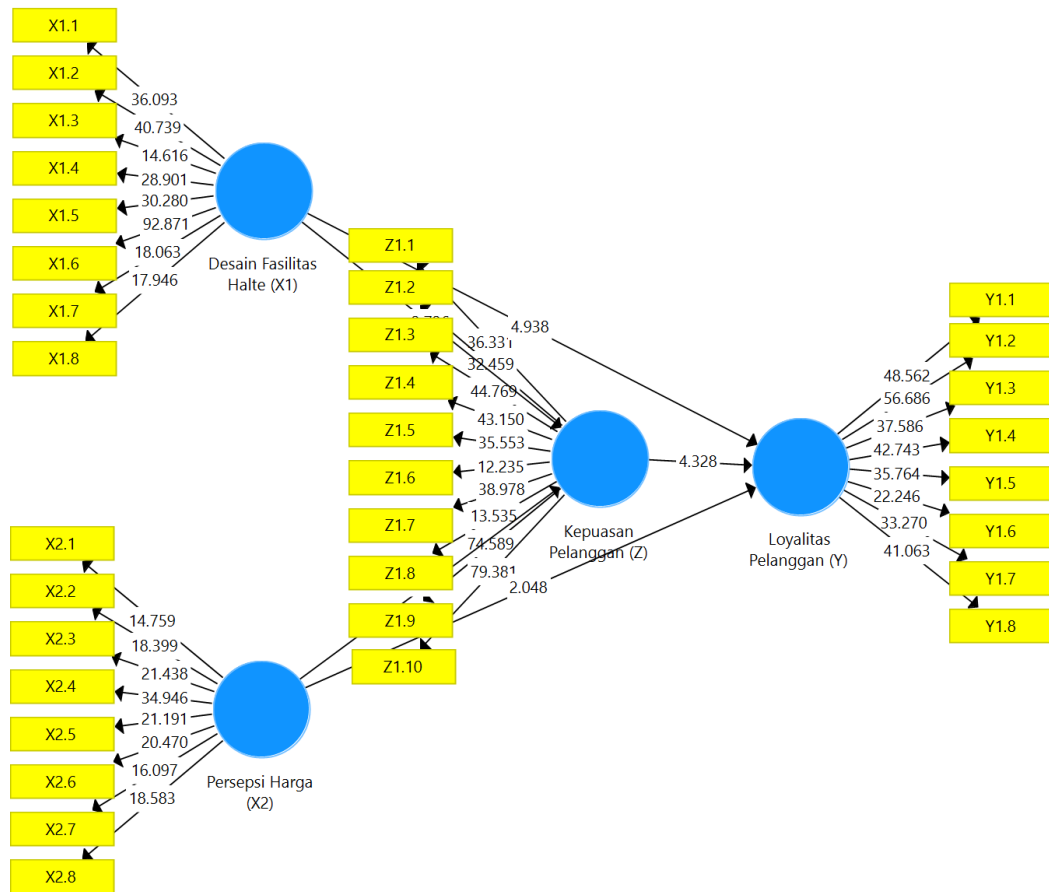 X1.1
X1.2
X1.3
X1.4
X1.5
X1.6
X1.7
X1.8
36.093
40.739
14.616
28.901
30.280
92.871
18.063
17.946
Desain Fasilitas
Halte (X1)
X2.1
X2.2
X2.3
X2.4
X2.5
X2.6
X2.7
X2.8
14.759
18.399
21.438
34.946
21.191
20.470
16.097
18.583
Persepsi Harga
(X2)
Z1.1
Z1.2
Z1.3
Z1.4
Z1.5
Z1.6
Z1.7
Z1.8
Z1.9
Z1.10
36.331
32.459
44.769
43.150
35.553
12.235
38.978
13.535
74.589
79.381
Kepuasan
Pelanggan (Z)
4.938
4.328
2.048
Loyalitas
Pelanggan (Y)
48.562
56.686
37.586
42.743
35.764
22.246
33.270
41.063
Y1.1
Y1.2
Y1.3
Y1.4
Y1.5
Y1.6
Y1.7
Y1.8